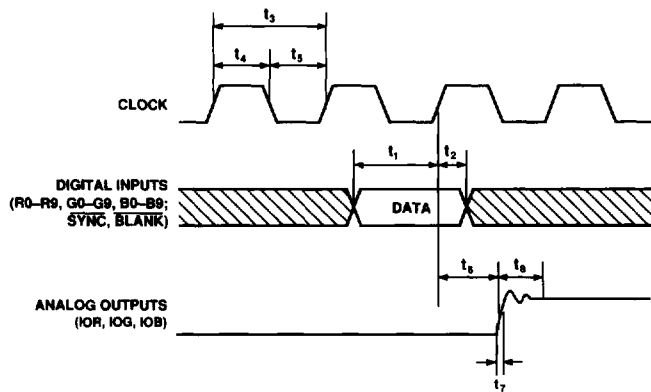 t3
t4
t5
CLOCK
t1
t2
DIGITAL INPUTS
(R0–R9, G0–G9, B0–B9;
SYNC, BLANK)
DATA
t6
t8
ANALOG OUTPUTS
(IOR, IOG, IOB)
t7